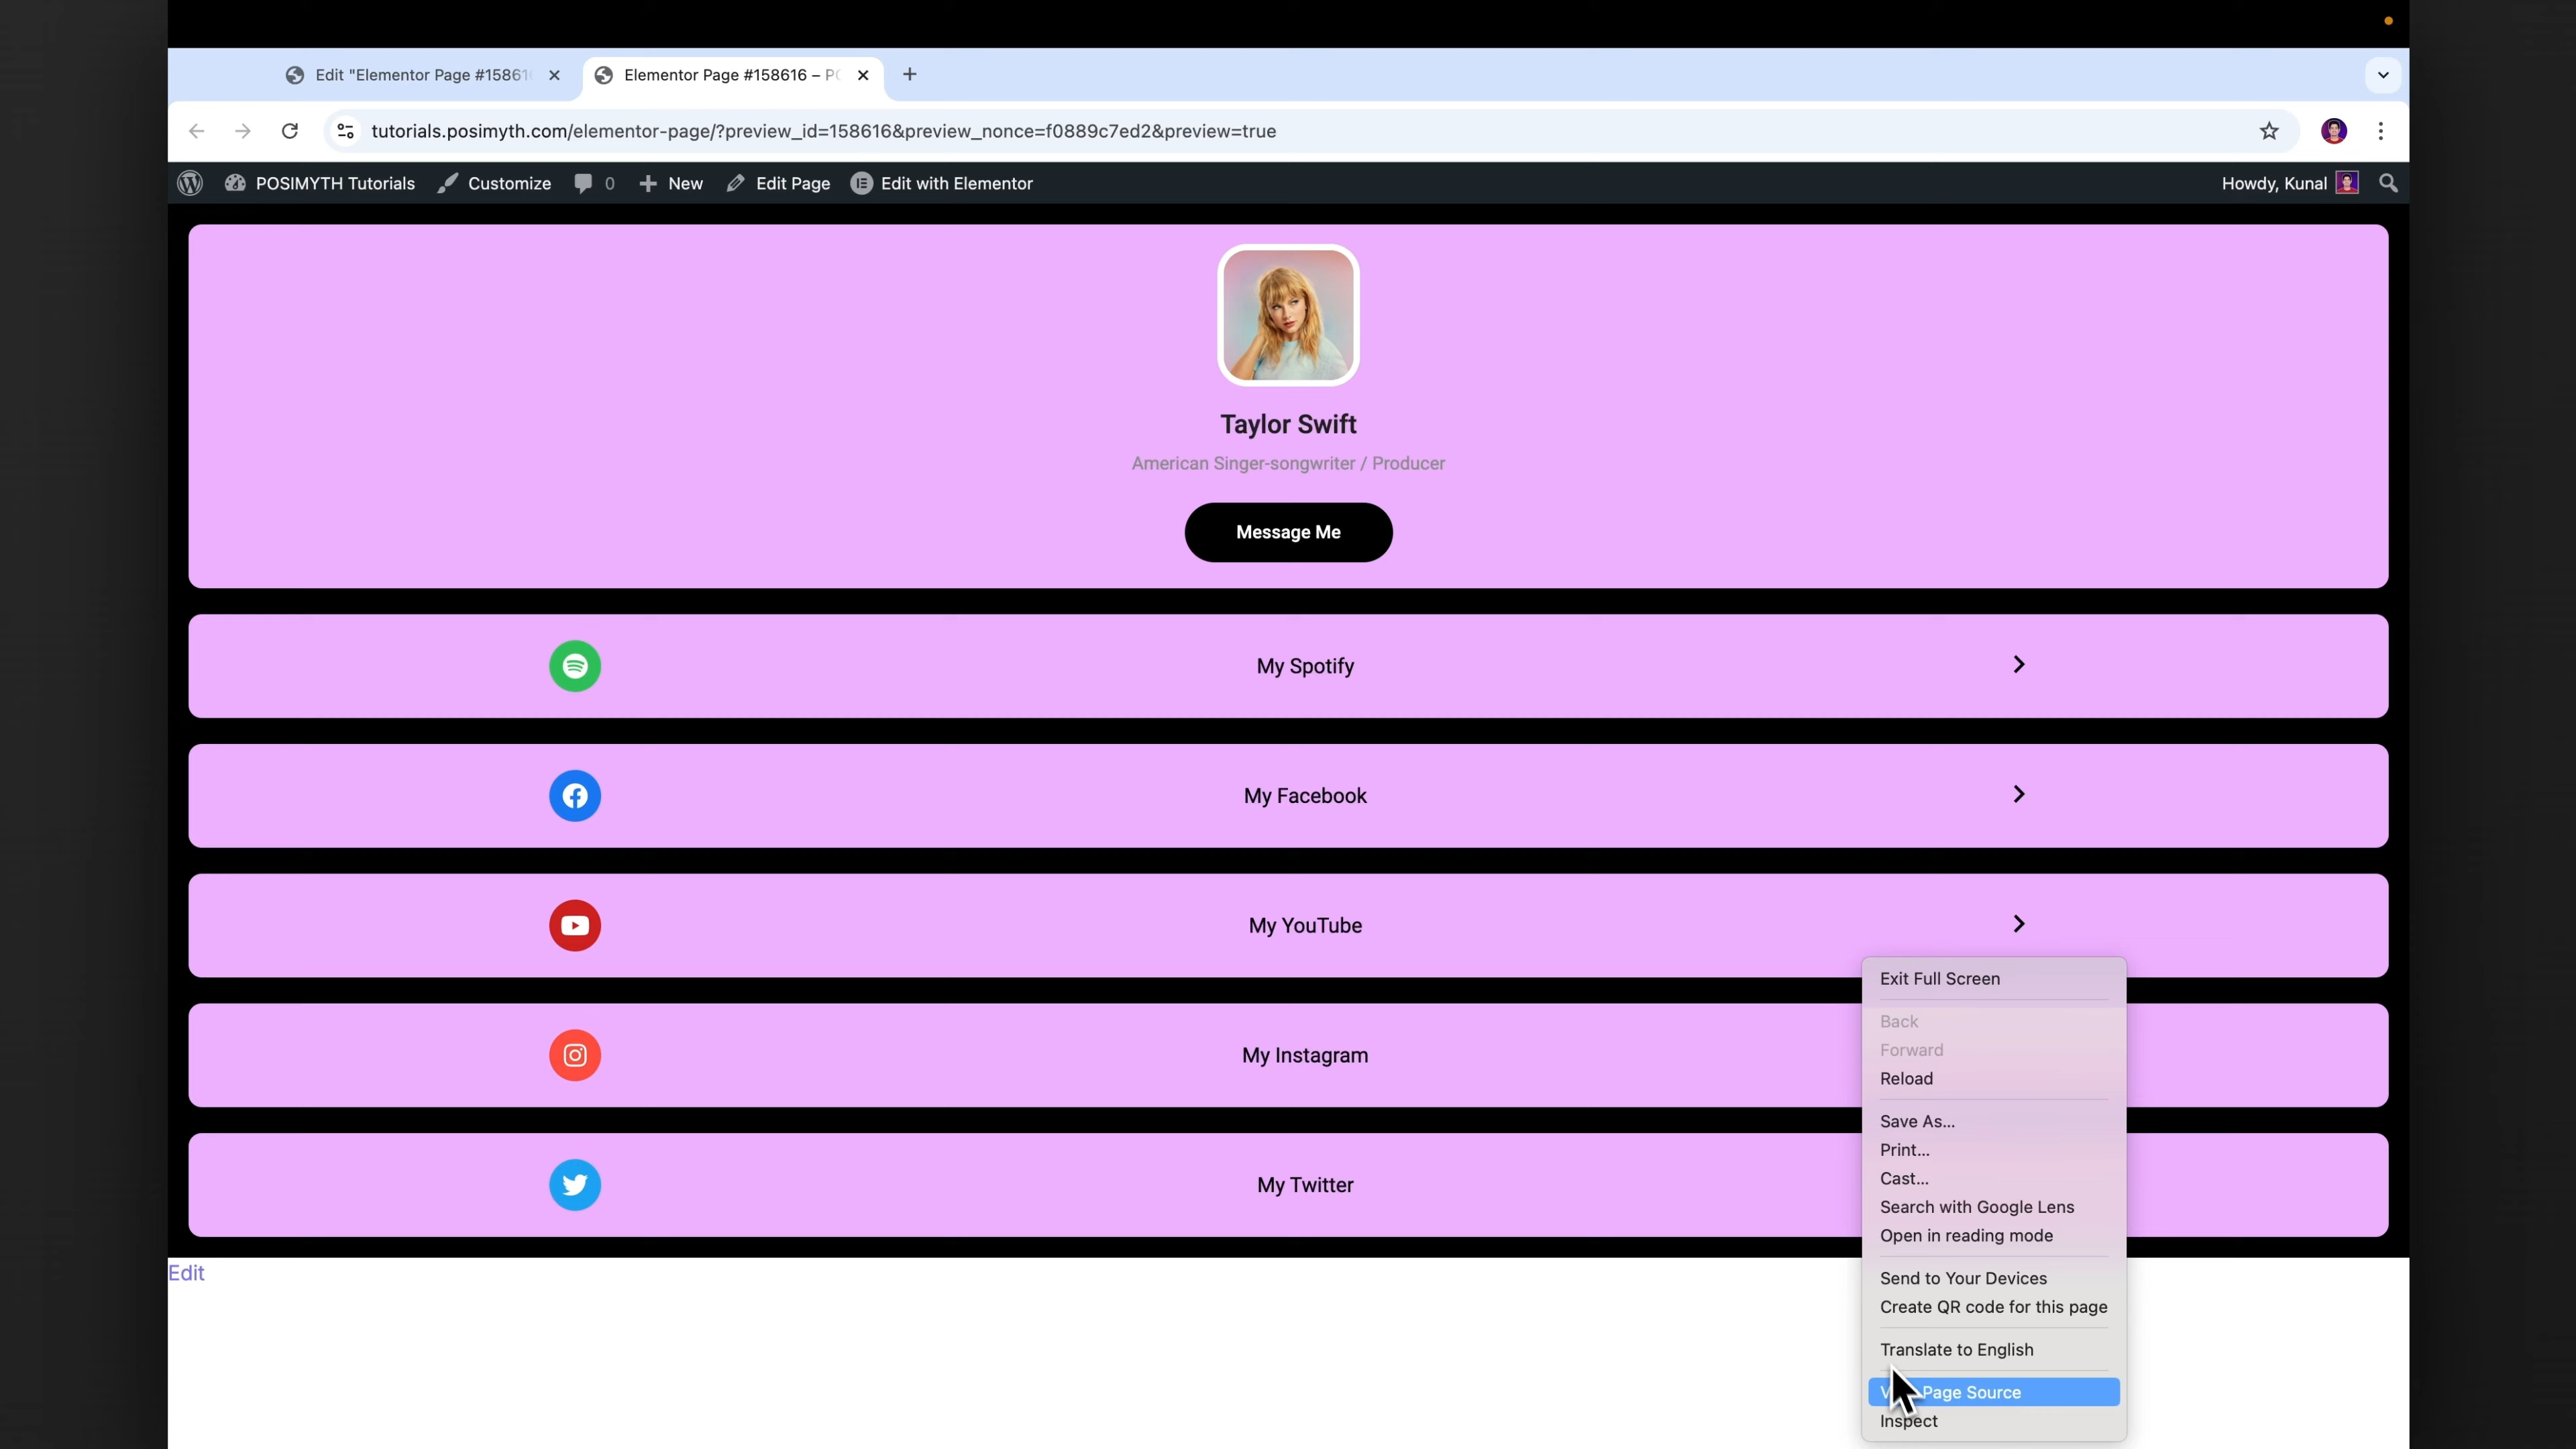 Edit "Elementor Page #15861
Elementor Page #158616 – PO
tutorials.posimyth.com/elementor-page/?preview_id=158616&preview_nonce=f0889c7ed2&preview=true
POSIMYTH Tutorials Customize 0 New Edit Page Edit with Elementor Howdy, Kunal
Taylor Swift
American Singer-songwriter / Producer
Message Me
My Spotify
My Facebook
My YouTube
My Instagram
My Twitter
Edit
Exit Full Screen
Back
Forward
Reload
Save As...
Print...
Cast...
Search with Google Lens
Open in reading mode
Send to Your Devices
Create QR code for this page
Translate to English
Page Source
Inspect